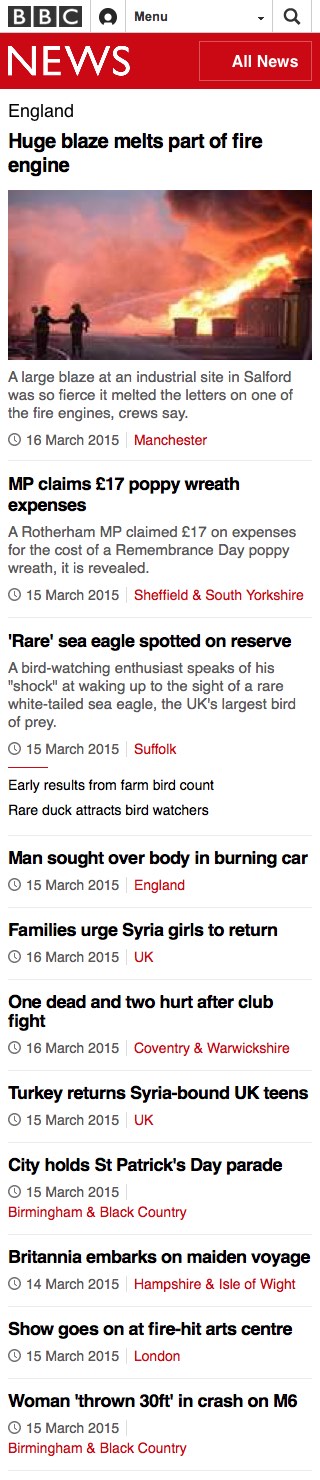 BBC
Menu
NEWS
All News
England
Huge blaze melts part of fire
engine
A large blaze at an industrial site in Salford
was so fierce it melted the letters on one of
the fire engines, crews say.
16 March 2015 Manchester
MP claims £17 poppy wreath
expenses
A Rotherham MP claimed £17 on expenses
for the cost of a Remembrance Day poppy
wreath, it is revealed.
15 March 2015 Sheffield & South Yorkshire
'Rare' sea eagle spotted on reserve
A bird-watching enthusiast speaks of his
"shock" at waking up to the sight of a rare
white-tailed sea eagle, the UK's largest bird
of prey.
15 March 2015 Suffolk
Early results from farm bird count
Rare duck attracts bird watchers
Man sought over body in burning car
15 March 2015 England
Families urge Syria girls to return
16 March 2015 UK
One dead and two hurt after club
fight
16 March 2015 Coventry & Warwickshire
Turkey returns Syria-bound UK teens
15 March 2015 UK
City holds St Patrick's Day parade
15 March 2015
Birmingham & Black Country
Britannia embarks on maiden voyage
14 March 2015 Hampshire & Isle of Wight
Show goes on at fire-hit arts centre
15 March 2015 London
Woman 'thrown 30ft' in crash on M6
15 March 2015
Birmingham & Black Country